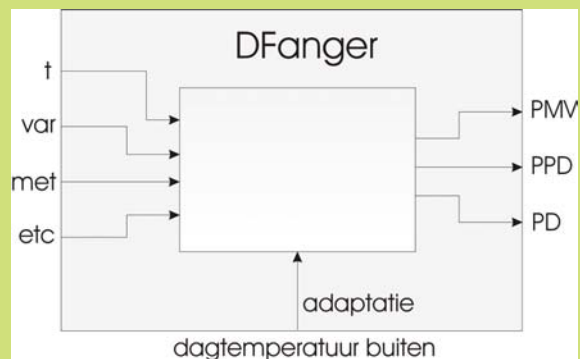 DFanger
t
var
met
etc
PMV
PPD
PD
adaptatie
dagtemperatuur buiten